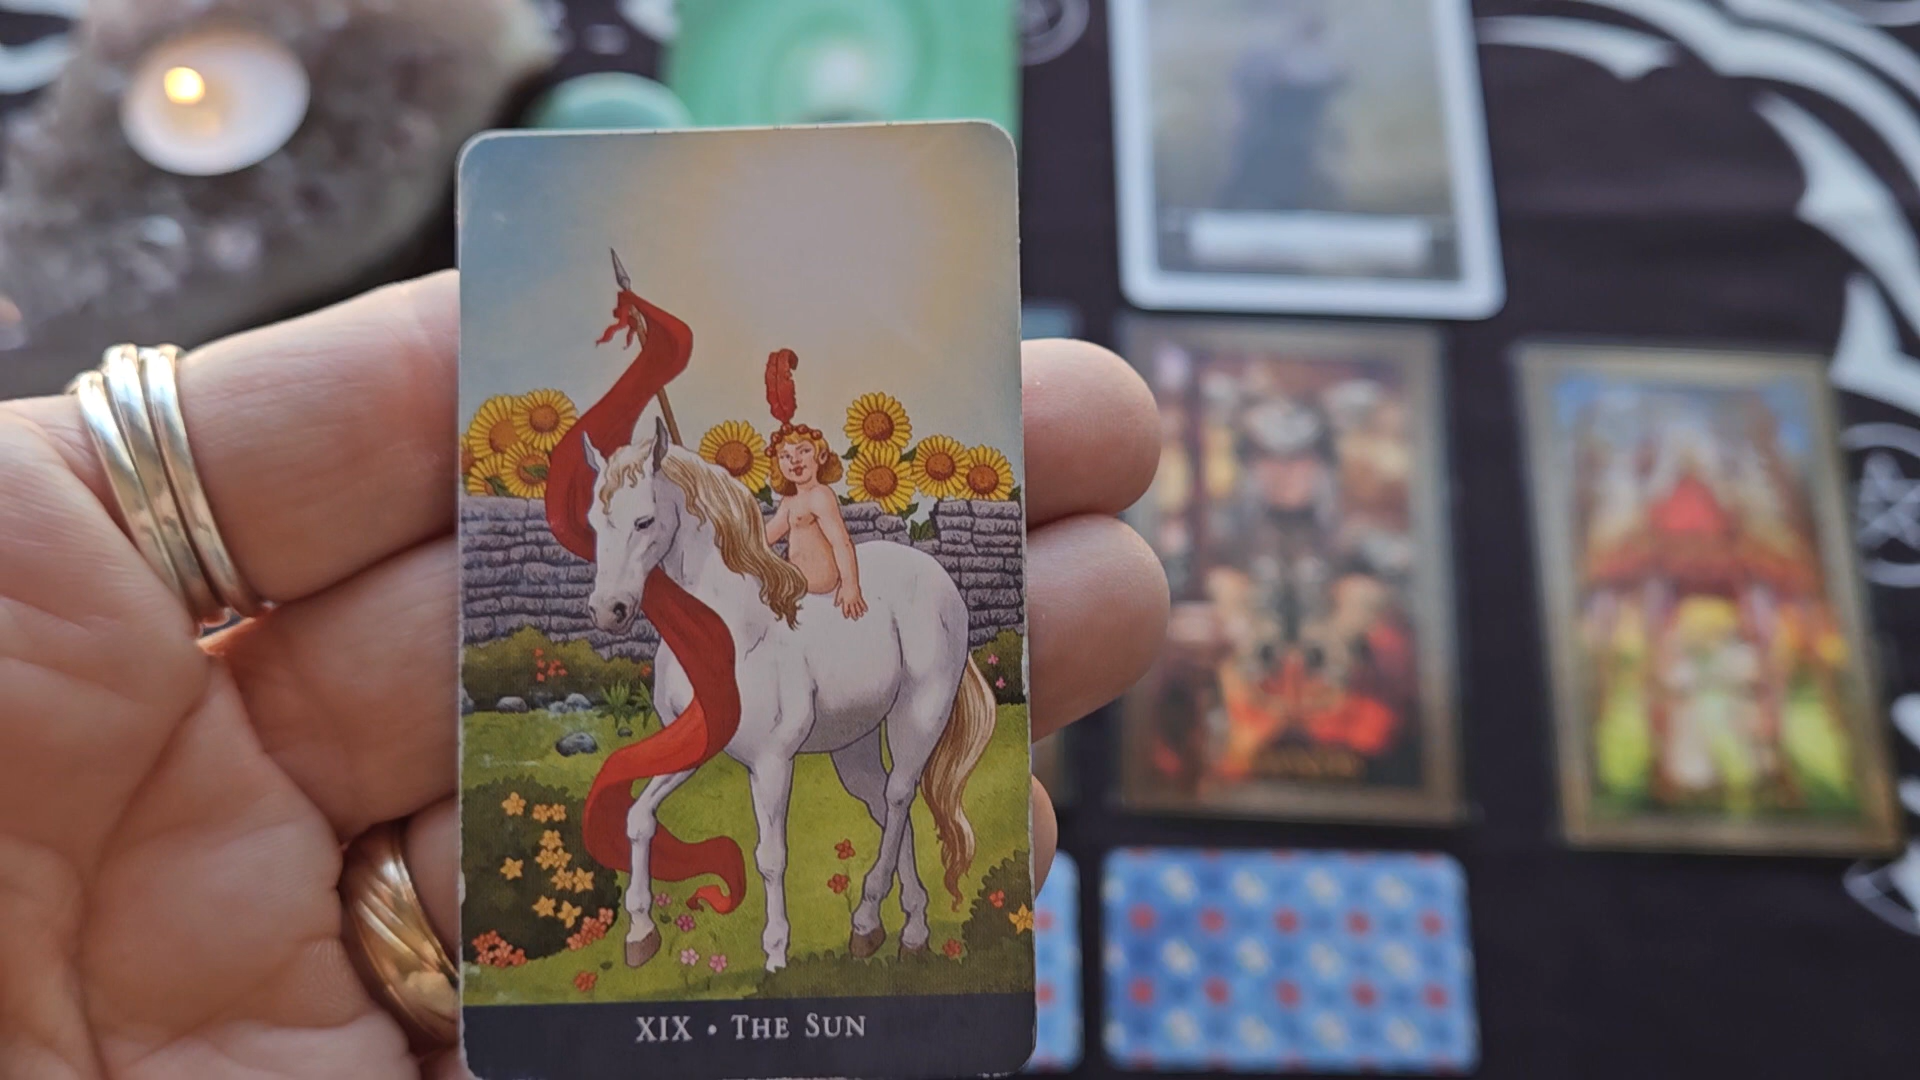 XIX • THE SUN